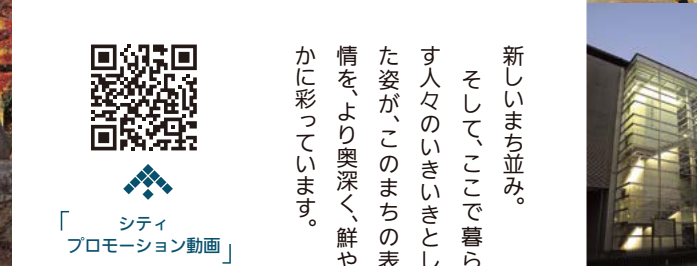 新しいまち並み。
そして、ここで暮ら
す人々のいきいきとし
た姿が、このまちの表
情を、より奥深く、鮮や
かに彩っています。
「シティ
プロモーション動画」